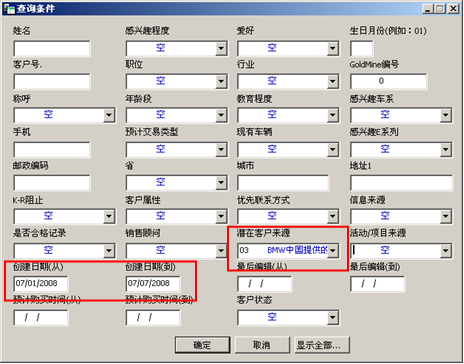 查询条件
姓名 感兴趣程度 爱好 生日月份(例如：01)
空 空
客户号. 职位 行业 GoldMine编号
空 空 0
称呼 年龄段 教育程度 感兴趣车系
空 空 空 空
手机 预计交易类型 现有车辆 感兴趣E系列
空 空 空
邮政编码 省 城市 地址1
空
K-R阻止 客户属性 优先联系方式 信息来源
空 空 空 空
是否合格记录 销售顾问 潜在客户来源 活动/项目来源
空 空 03 BMW中国提供的 空
创建日期(从) 创建日期(到) 最后编辑(从) 最后编辑(到)
07/01/2008 07/07/2008 / / / /
预计购买时间(从) 预计购买时间(到) 客户状态
/ / / / 空
确定 取消 显示全部...